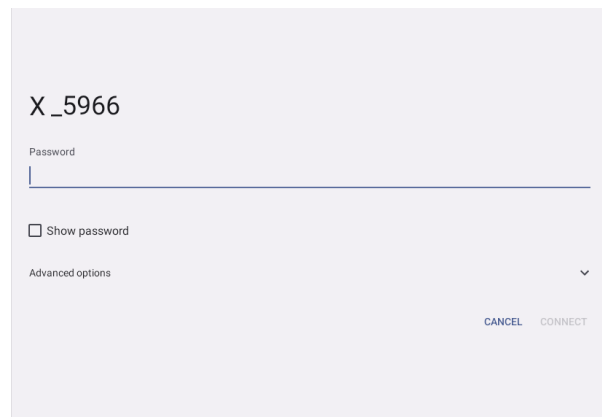 X_5966
Password
Show password
Advanced options
CANCEL CONNECT